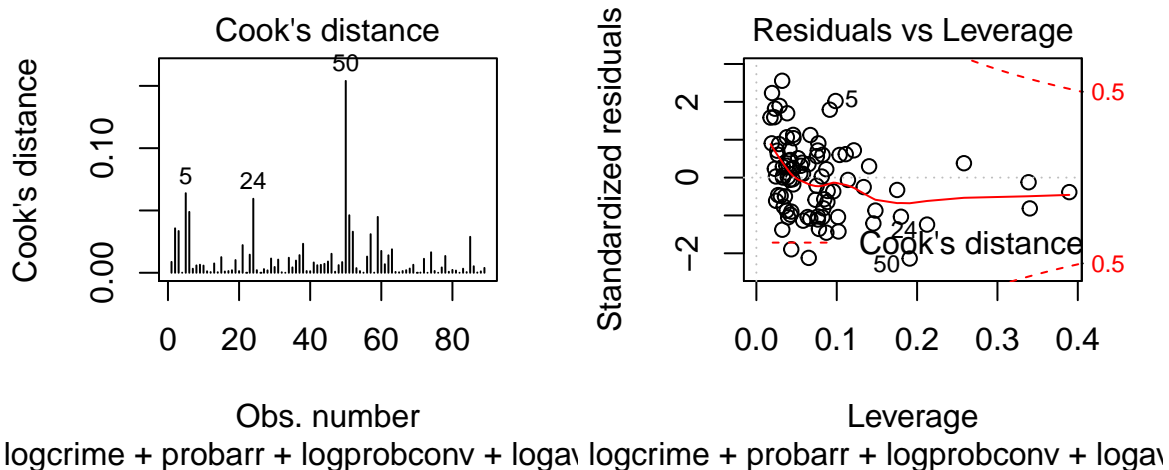 Cook's distance
Cook's distance
0.00 0.10
50
5
24
0 20 40 60 80
Obs. number
logcrime + probarr + logprobconv + logav
Residuals vs Leverage
Standardized residuals
−2 0 2
5
0.5
24
Cook's distance
50
0.5
0.0 0.1 0.2 0.3 0.4
Leverage
logcrime + probarr + logprobconv + logav